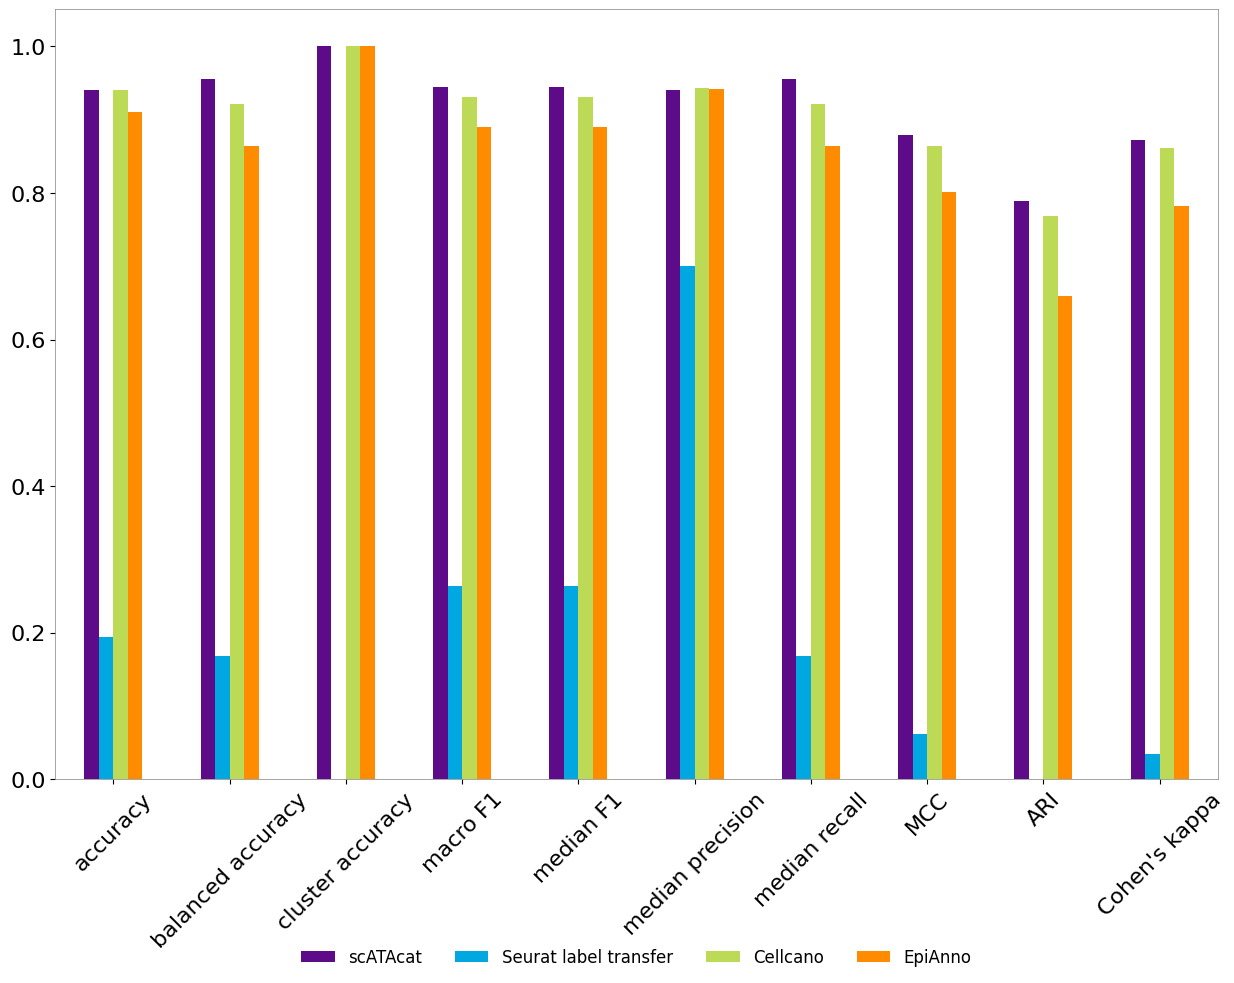 1.0
0.8
0.6
0.4
0.2
0.0
accuracy
balanced accuracy
cluster accuracy
macro F1
median F1
median precision
median recall
MCC
ARI
Cohen's kappa
scATAcat
Seurat label transfer
Cellcano
EpiAnno